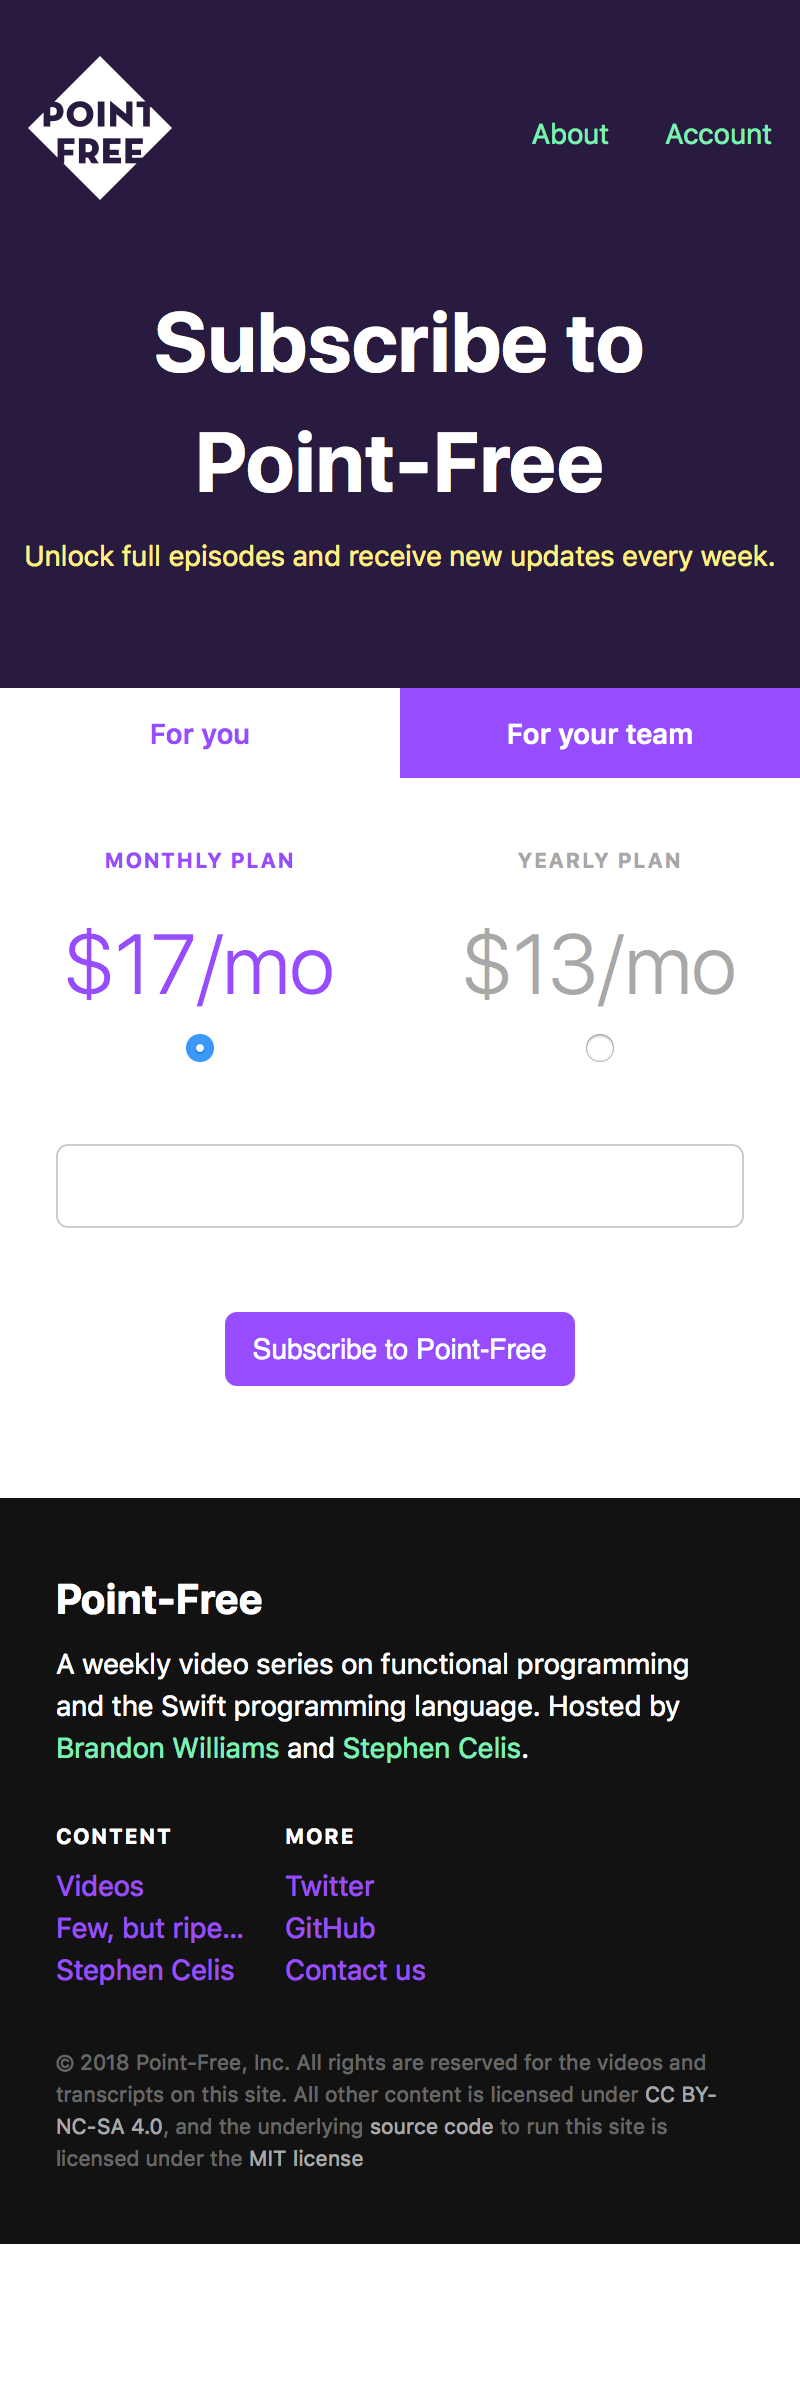 POINT
FREE
About Account
Subscribe to
Point-Free
Unlock full episodes and receive new updates every week.
For you
For your team
MONTHLY PLAN
$17/mo
YEARLY PLAN
$13/mo
Subscribe to Point-Free
Point-Free
A weekly video series on functional programming
and the Swift programming language. Hosted by
Brandon Williams and Stephen Celis.
CONTENT
Videos
Few, but ripe...
Stephen Celis
MORE
Twitter
GitHub
Contact us
© 2018 Point-Free, Inc. All rights are reserved for the videos and
transcripts on this site. All other content is licensed under CC BY-
NC-SA 4.0, and the underlying source code to run this site is
licensed under the MIT license